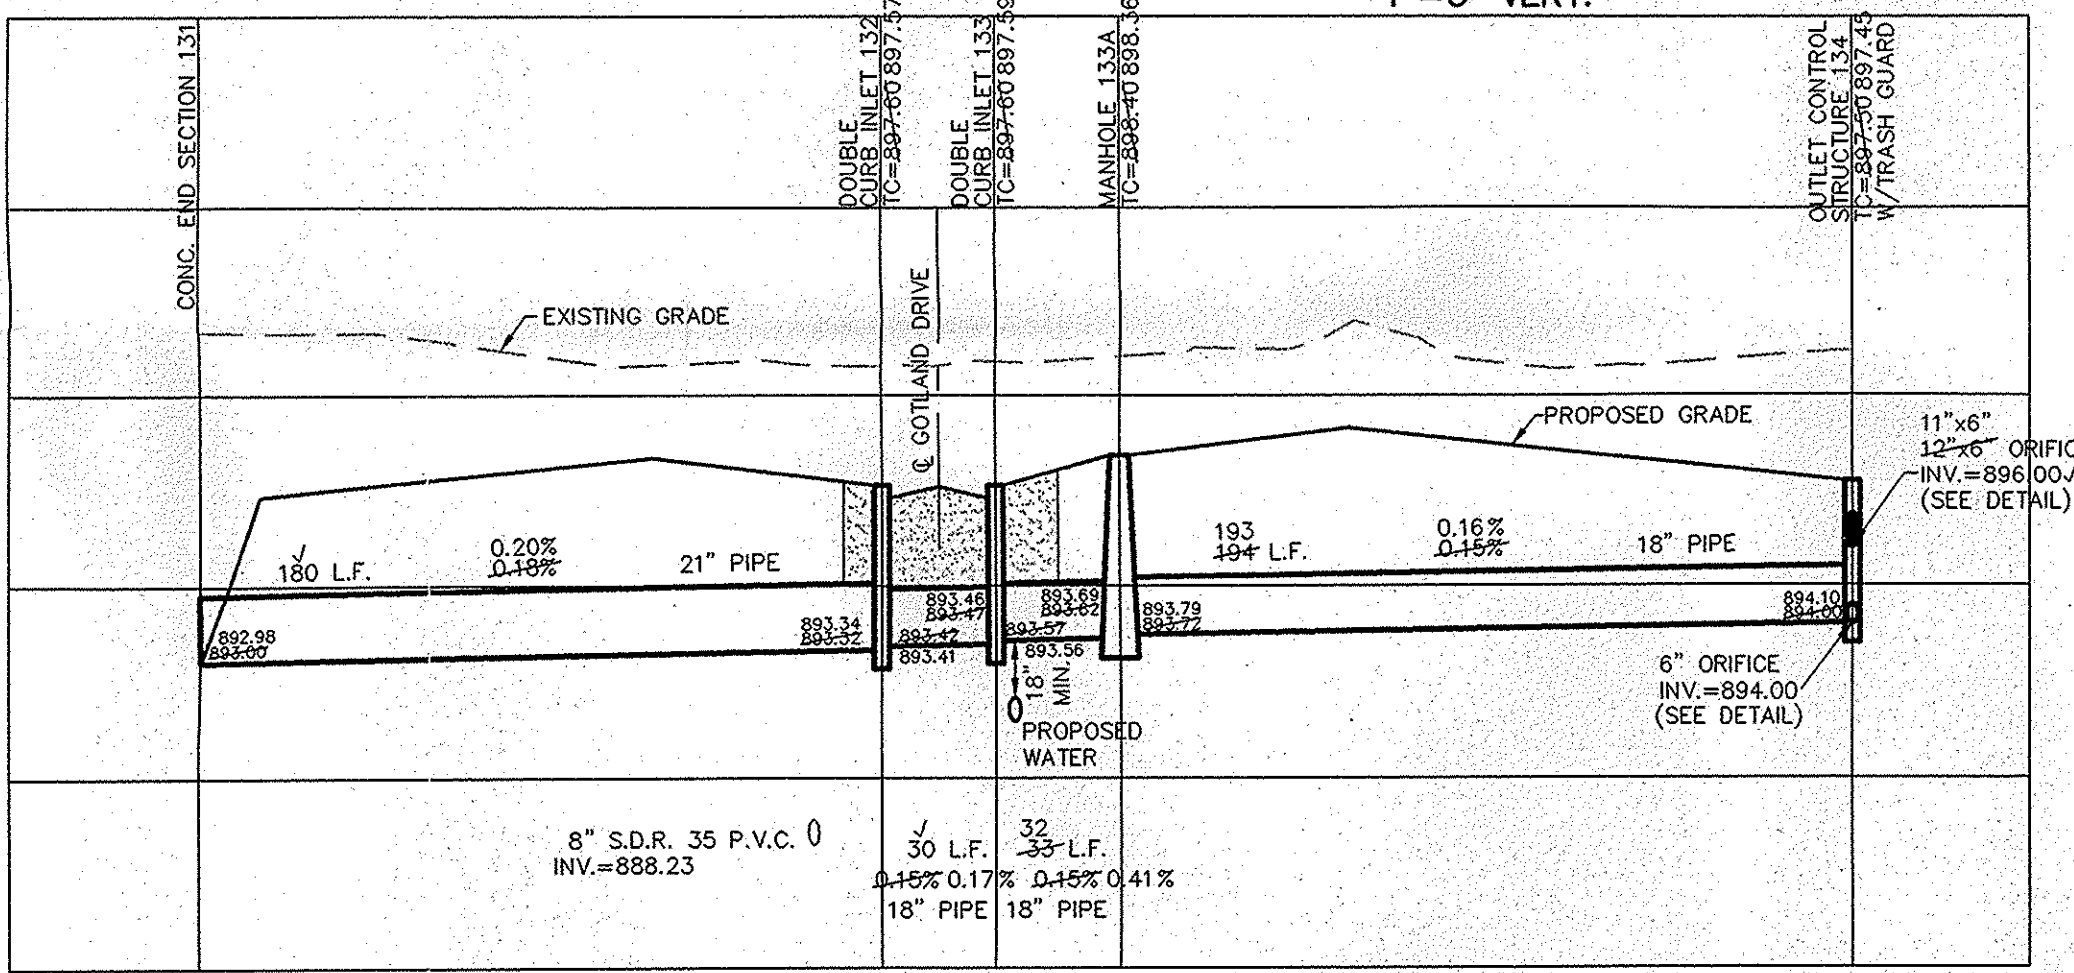 1"=5' VERT.
CONC. END SECTION 131
DOUBLE
CURB INLET 132
TC=897.60 897.57
DOUBLE
CURB INLET 133
TC=897.60 897.59
MANHOLE 133A
TC=898.40 898.36
OUTLET CONTROL
STRUCTURE 134
TC=897.50 897.45
W/TRASH GUARD
EXISTING GRADE
℄ GOTLAND DRIVE
PROPOSED GRADE
11"x6"
12"x6" ORIFIC
INV.=896.00✓
(SEE DETAIL)
✓
180 L.F.
0.20%
0.18%
21" PIPE
193
194 L.F.
0.16%
0.15%
18" PIPE
892.98
893.00
893.34
893.32
893.46
893.47
893.42
893.41
893.69
893.62
893.57
893.56
893.79
893.72
894.10
894.00
18"
MIN.
PROPOSED
WATER
6" ORIFICE
INV.=894.00
(SEE DETAIL)
8" S.D.R. 35 P.V.C.
INV.=888.23
✓
30 L.F.
0.15% 0.17%
18" PIPE
32
33 L.F.
0.15% 0.41%
18" PIPE